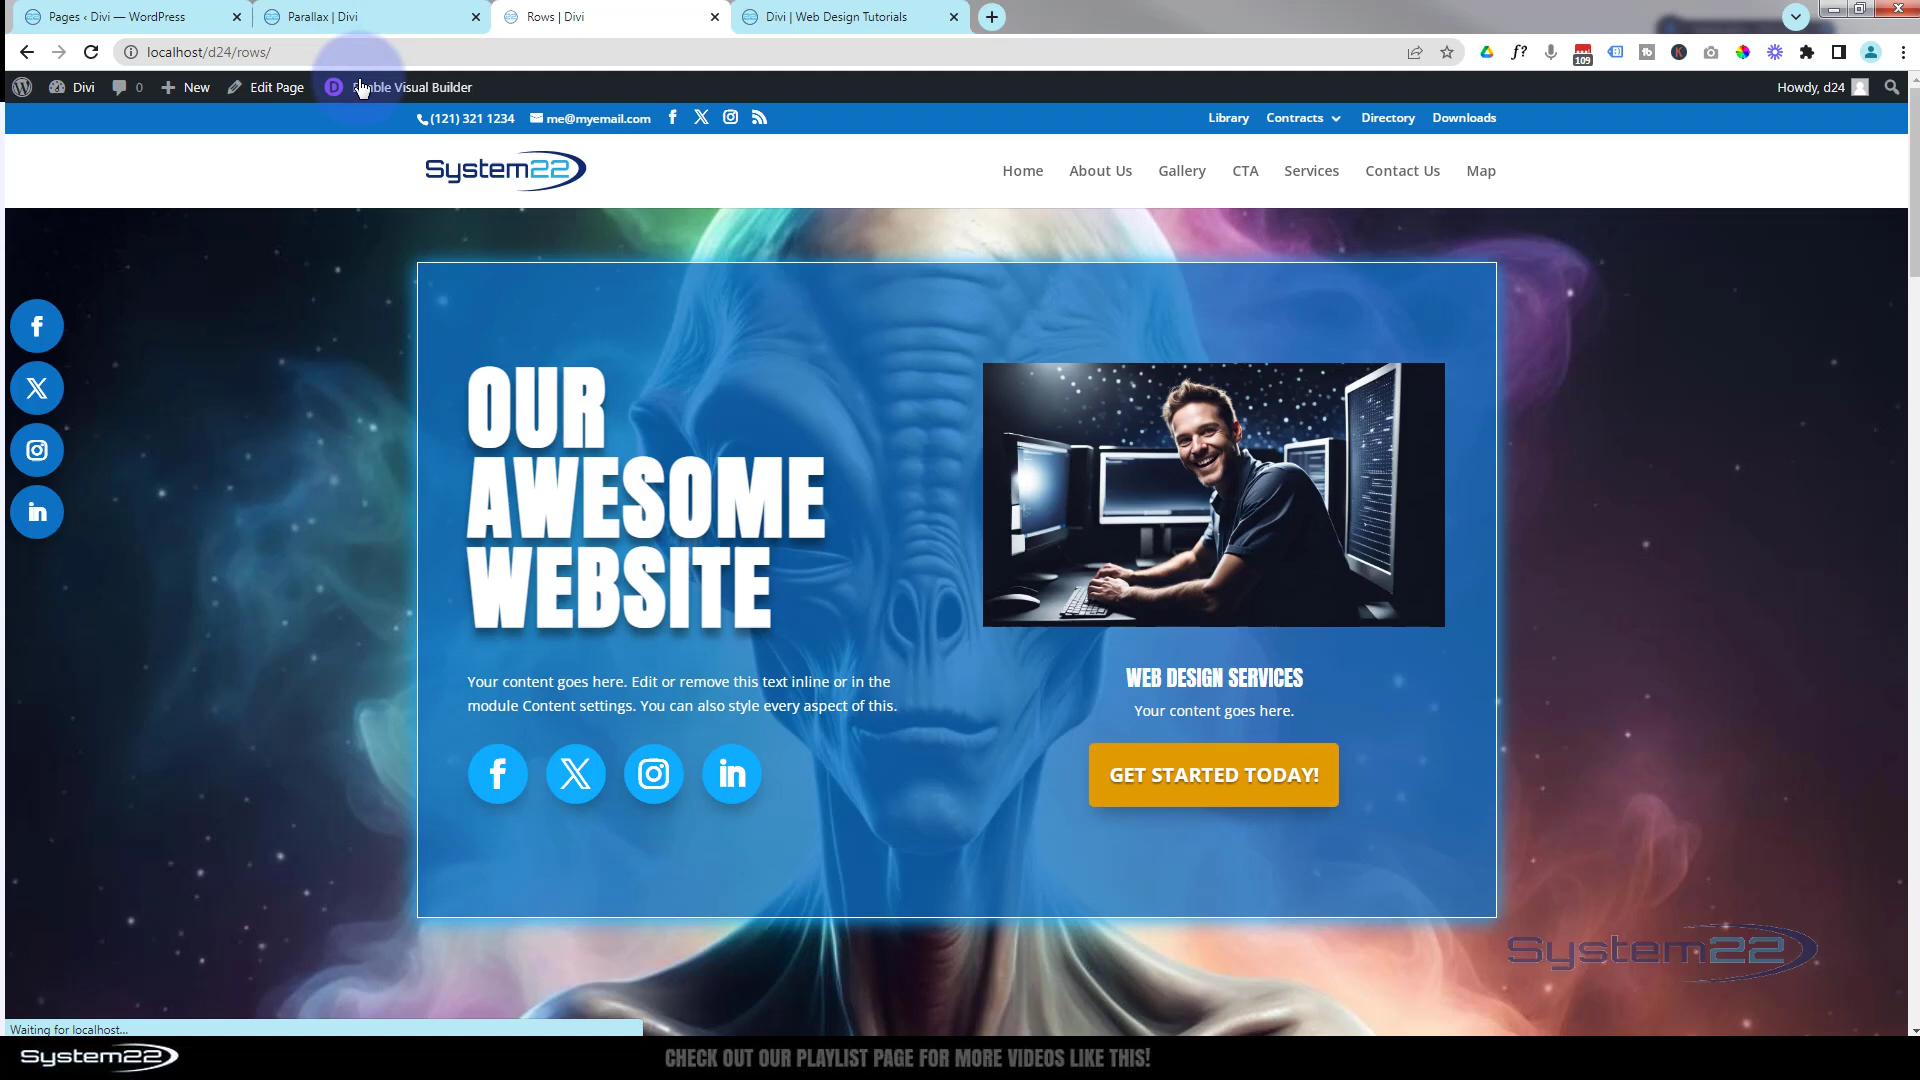 Pages ‹ Divi — WordPress
Parallax | Divi
Rows | Divi
Divi | Web Design Tutorials
localhost/d24/rows/
109
Divi
0
New
Edit Page
Visual Builder
Howdy, d24
(121) 321 1234
me@myemail.com
Library
Contracts
Directory
Downloads
System22
Home
About Us
Gallery
CTA
Services
Contact Us
Map
OUR
AWESOME
WEBSITE
Your content goes here. Edit or remove this text inline or in the
module Content settings. You can also style every aspect of this.
WEB DESIGN SERVICES
Your content goes here.
GET STARTED TODAY!
System22
Waiting for localhost...
System22
CHECK OUT OUR PLAYLIST PAGE FOR MORE VIDEOS LIKE THIS!